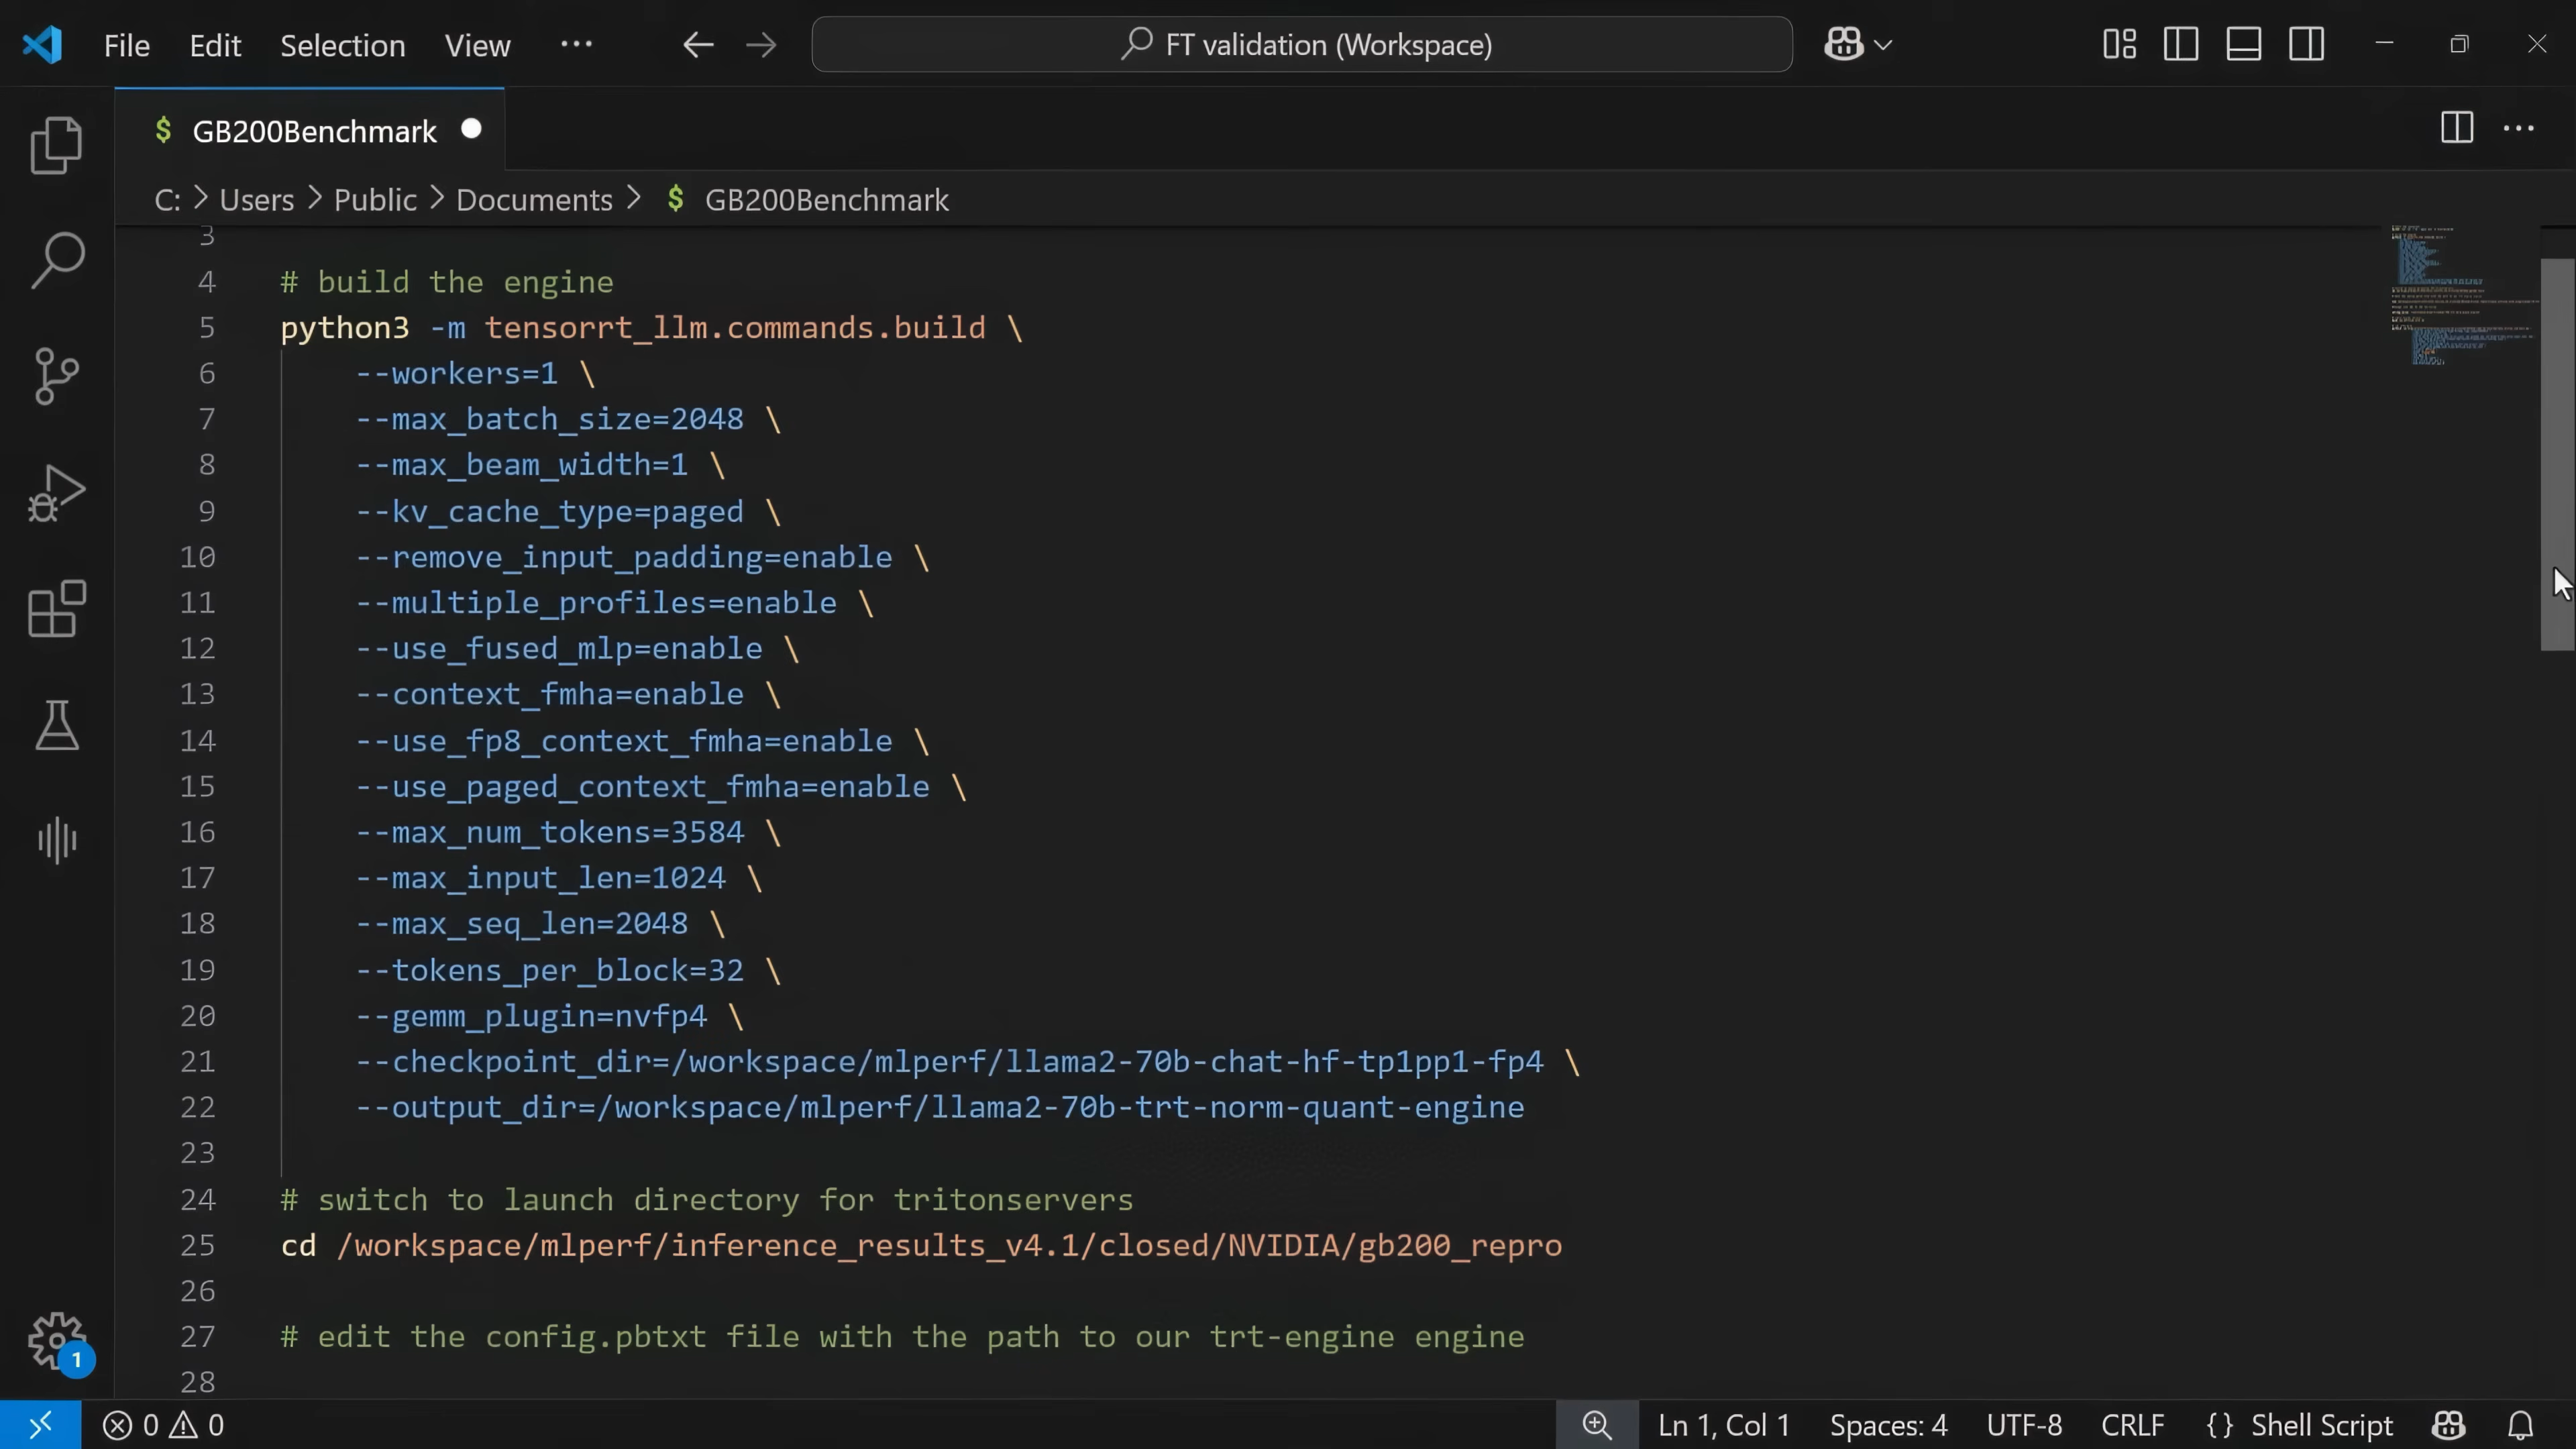 File Edit Selection View ··· FT validation (Workspace)
$ GB200Benchmark
C: > Users > Public > Documents > $ GB200Benchmark
3
4 # build the engine
5 python3 -m tensorrt_llm.commands.build \
6 --workers=1 \
7 --max_batch_size=2048 \
8 --max_beam_width=1 \
9 --kv_cache_type=paged \
10 --remove_input_padding=enable \
11 --multiple_profiles=enable \
12 --use_fused_mlp=enable \
13 --context_fmha=enable \
14 --use_fp8_context_fmha=enable \
15 --use_paged_context_fmha=enable \
16 --max_num_tokens=3584 \
17 --max_input_len=1024 \
18 --max_seq_len=2048 \
19 --tokens_per_block=32 \
20 --gemm_plugin=nvfp4 \
21 --checkpoint_dir=/workspace/mlperf/llama2-70b-chat-hf-tp1pp1-fp4 \
22 --output_dir=/workspace/mlperf/llama2-70b-trt-norm-quant-engine
23
24 # switch to launch directory for tritonservers
25 cd /workspace/mlperf/inference_results_v4.1/closed/NVIDIA/gb200_repro
26
27 # edit the config.pbtxt file with the path to our trt-engine engine
28
1
0 0 Ln 1, Col 1 Spaces: 4 UTF-8 CRLF {} Shell Script